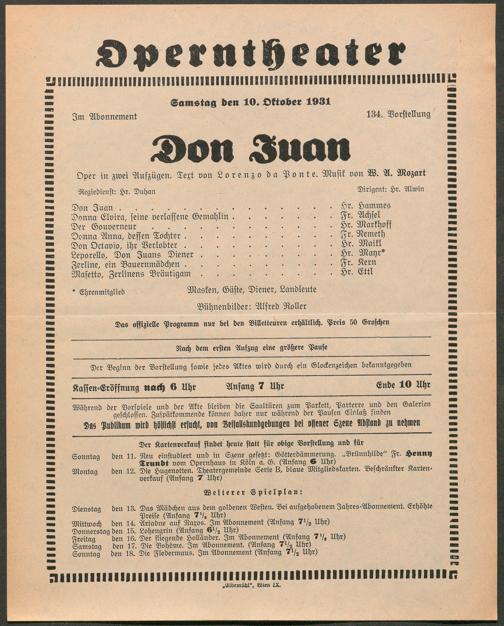 Operntheater
Samstag den 10. Oktober 1931
Im Abonnement 134. Vorstellung
Don Juan
Oper in zwei Aufzügen. Text von Lorenzo da Ponte. Musik von W. A. Mozart
Regiedienst: Hr. Duhan Dirigent: Hr. Alwin
Don Juan . . . . . . . . . . . . Hr. Hammes
Donna Elvira, seine verlassene Gemahlin . . . . . . . Fr. Achsel
Der Gouverneur . . . . . . . . . . . . Hr. Markhoff
Donna Anna, dessen Tochter . . . . . . . . . . Fr. Nemeth
Don Octavio, ihr Verlobter . . . . . . . . . . Hr. Maikl
Leporello, Don Juans Diener . . . . . . . . . . Hr. Mayr*
Zerline, ein Bauernmädchen . . . . . . . . . . Fr. Kern
Masetto, Zerlinens Bräutigam . . . . . . . . . . Hr. Ettl
* Ehrenmitglied Masken, Gäste, Diener, Landleute
Bühnenbilder: Alfred Roller
Das offizielle Programm nur bei den Billetteuren erhältlich. Preis 50 Groschen
Nach dem ersten Aufzug eine größere Pause
Der Beginn der Vorstellung sowie jedes Aktes wird durch ein Glockenzeichen bekanntgegeben
Kassen-Eröffnung nach 6 Uhr Anfang 7 Uhr Ende 10 Uhr
Während der Vorspiele und der Akte bleiben die Saaltüren zum Parkett, Parterre und den Galerien
geschlossen. Zuspätkommende können daher nur während der Pausen Einlaß finden
Das Publikum wird höflichst ersucht, von Beifallskundgebungen bei offener Szene Abstand zu nehmen
Der Kartenverkauf findet heute statt für obige Vorstellung und für
Sonntag den 11. Neu einstudiert und in Szene gesetzt: Götterdämmerung. „Brünnhilde“ Fr. Henny
Trundt vom Opernhaus in Köln a. G. (Anfang 6 Uhr)
Montag den 12. Die Hugenotten. Theatergemeinde Serie B, blaue Mitgliedskarten. Beschränkter Karten-
verkauf (Anfang 7 Uhr)
Weiterer Spielplan:
Dienstag den 13. Das Mädchen aus dem goldenen Westen. Bei aufgehobenem Jahres-Abonnement. Erhöhte
Preise (Anfang 7½ Uhr)
Mittwoch den 14. Ariadne auf Naxos. Im Abonnement (Anfang 7½ Uhr)
Donnerstag den 15. Lohengrin (Anfang 6½ Uhr)
Freitag den 16. Der fliegende Holländer. Im Abonnement (Anfang 7½ Uhr)
Samstag den 17. Die Bohème. Im Abonnement. (Anfang 7½ Uhr)
Sonntag den 18. Die Fledermaus. Im Abonnement (Anfang 7½ Uhr)
„Elbemühl“, Wien IX.